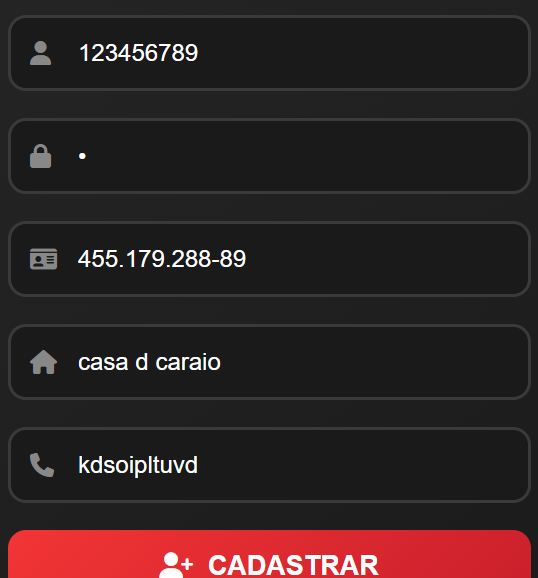 123456789
•
455.179.288-89
casa d caraio
kdsoipltuvd
CADASTRAR